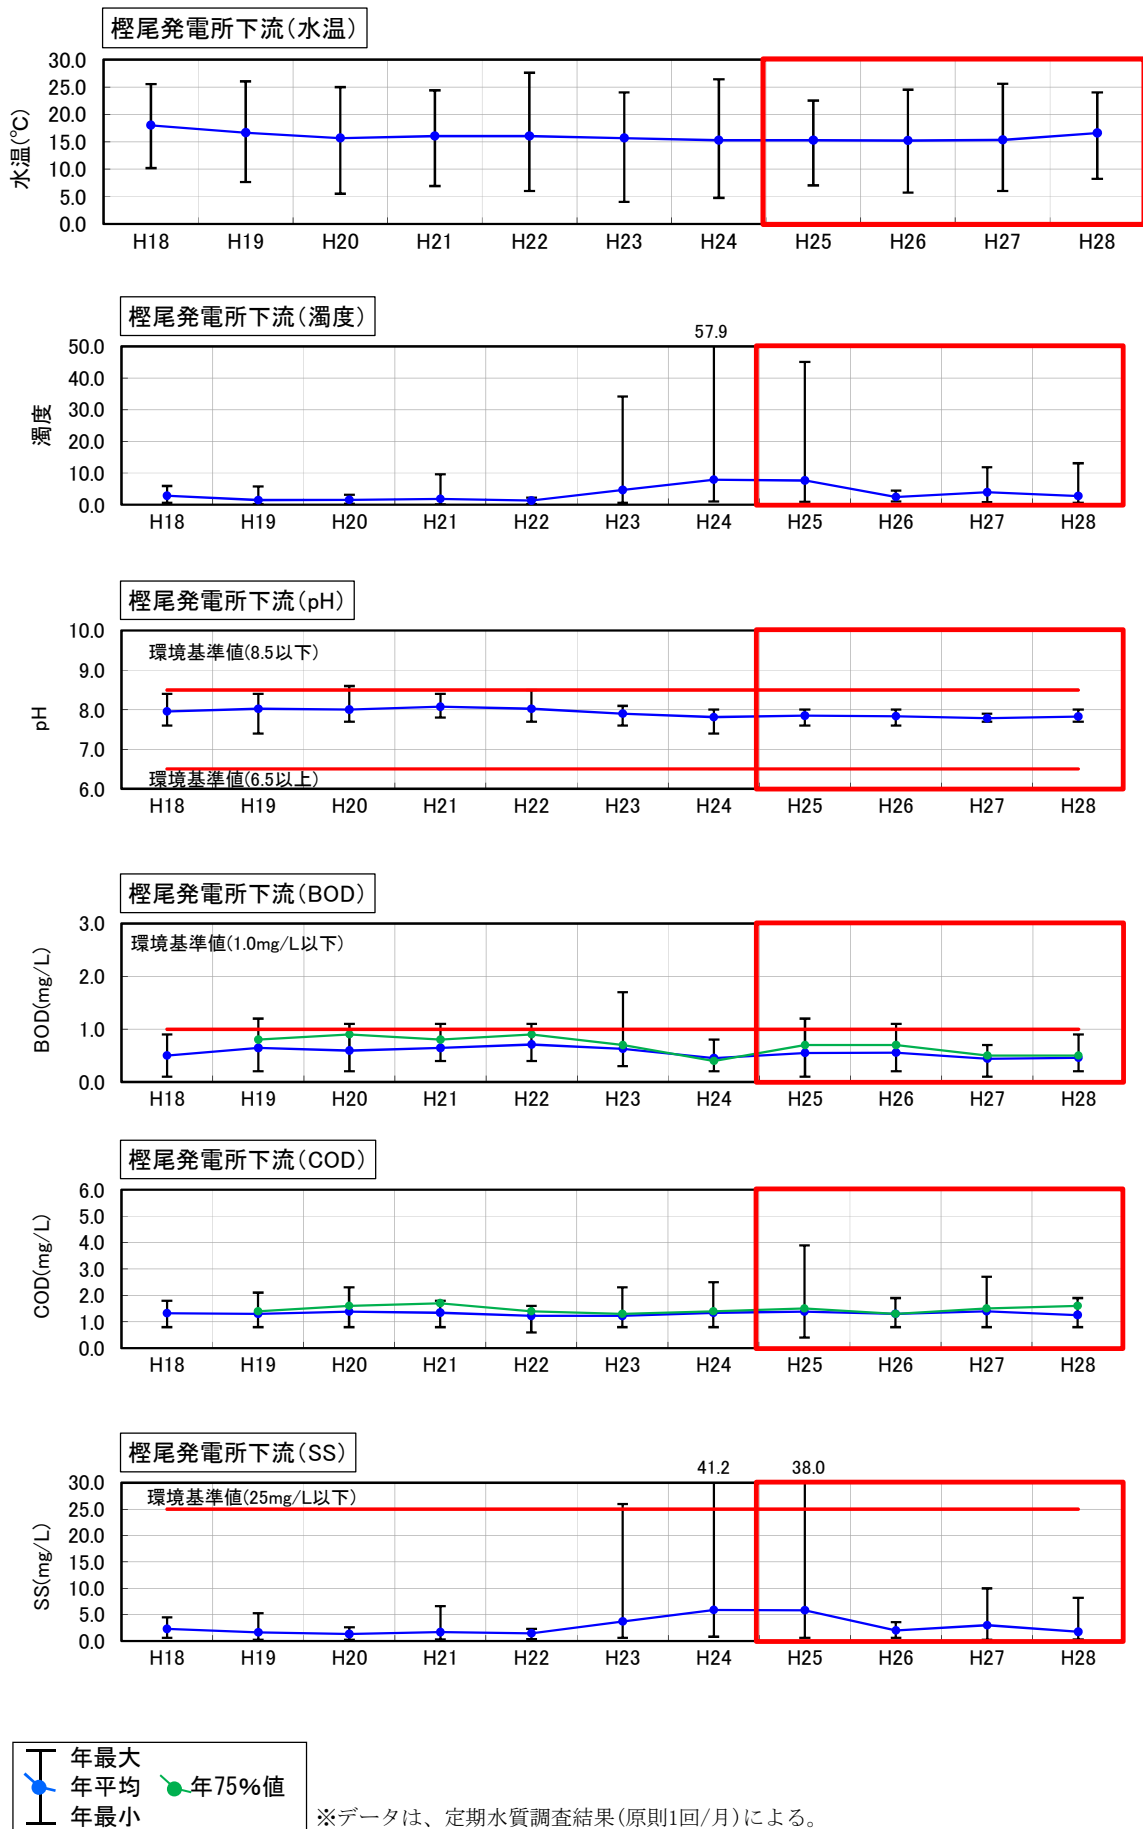 樫尾発電所下流(水温)
30.0
25.0
20.0
15.0
10.0
5.0
0.0
水温(℃)
H18 H19 H20 H21 H22 H23 H24 H25 H26 H27 H28
樫尾発電所下流(濁度)
57.9
50.0
40.0
30.0
20.0
10.0
0.0
濁度
H18 H19 H20 H21 H22 H23 H24 H25 H26 H27 H28
樫尾発電所下流(pH)
10.0
9.0
8.0
7.0
6.0
pH
環境基準値(8.5以下)
環境基準値(6.5以上)
H18 H19 H20 H21 H22 H23 H24 H25 H26 H27 H28
樫尾発電所下流(BOD)
3.0
2.0
1.0
0.0
BOD(mg/L)
環境基準値(1.0mg/L以下)
H18 H19 H20 H21 H22 H23 H24 H25 H26 H27 H28
樫尾発電所下流(COD)
6.0
5.0
4.0
3.0
2.0
1.0
0.0
COD(mg/L)
H18 H19 H20 H21 H22 H23 H24 H25 H26 H27 H28
樫尾発電所下流(SS)
41.2 38.0
30.0
25.0
20.0
15.0
10.0
5.0
0.0
SS(mg/L)
環境基準値(25mg/L以下)
H18 H19 H20 H21 H22 H23 H24 H25 H26 H27 H28
年最大
年平均 年75%値
年最小
※データは、定期水質調査結果(原則1回/月)による。